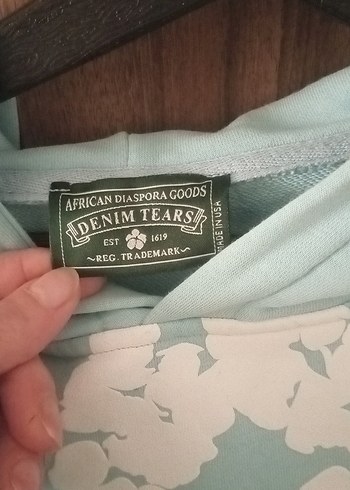 AFRICAN DIASPORA GOODS
DENIM TEARS
EST 1619
~REG. TRADEMARK~
MADE IN USA